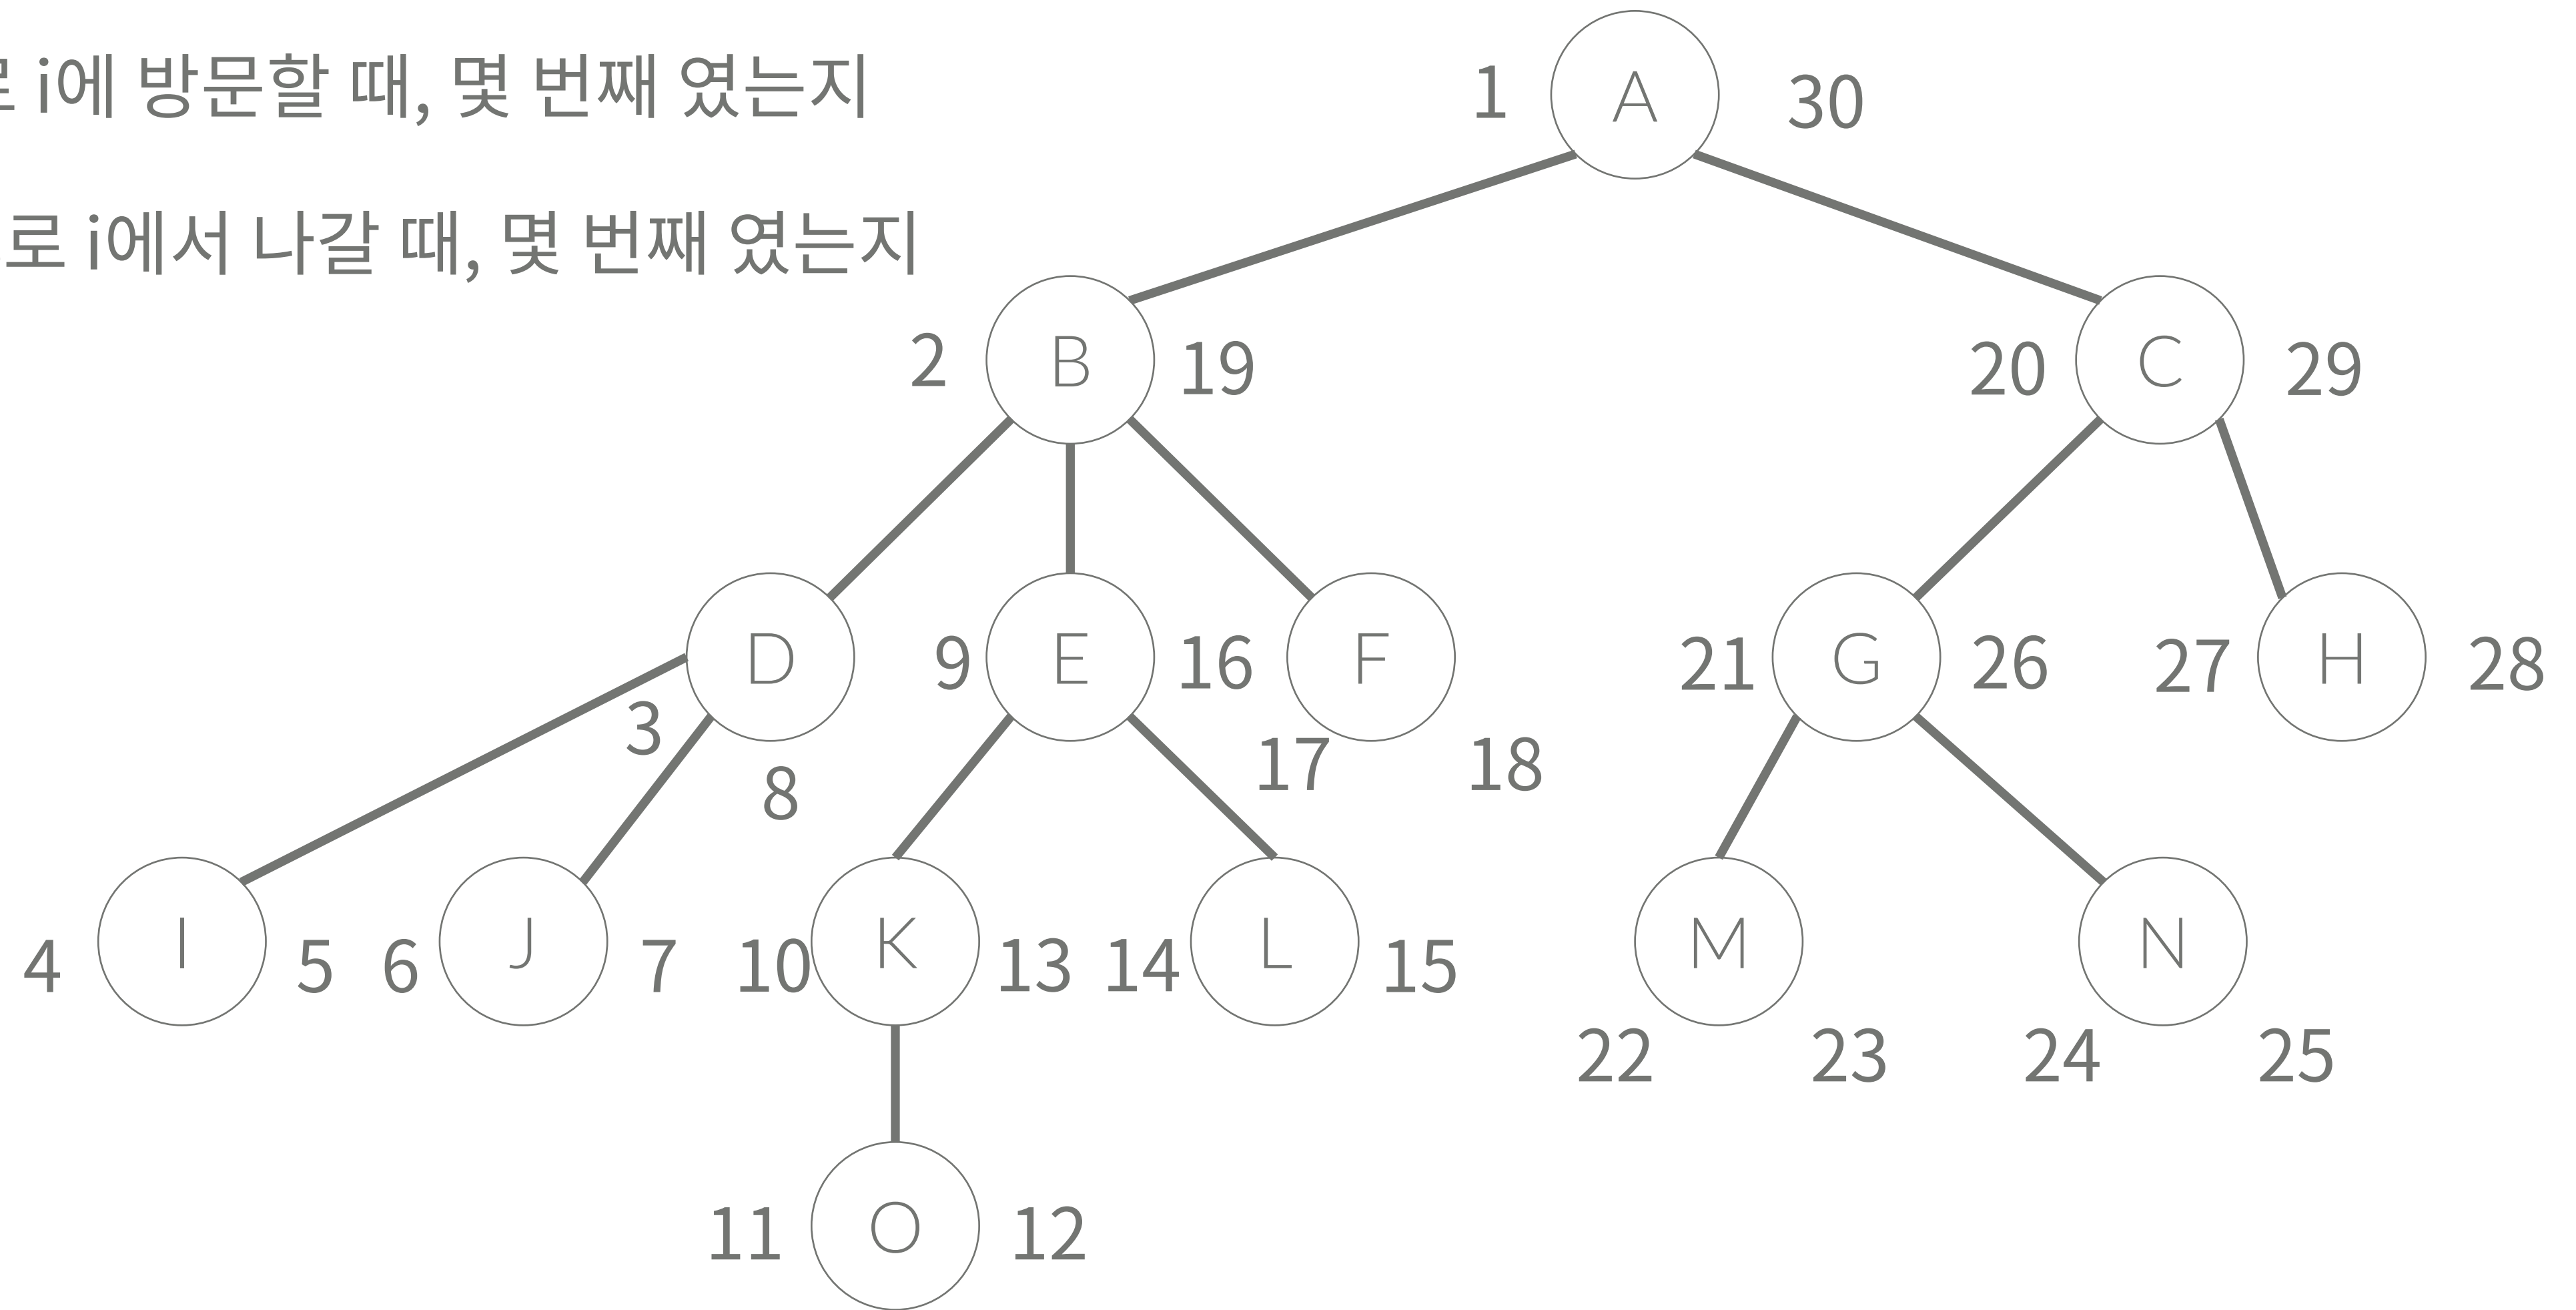 i에 방문할 때, 몇 번째 였는지
로 i에서 나갈 때, 몇 번째 였는지
1 A 30
2 B 19 20 C 29
3 D 8 9 E 16 17 F 18 21 G 26 27 H 28
4 I 5 6 J 7 10 K 13 14 L 15 22 M 23 24 N 25
11 O 12